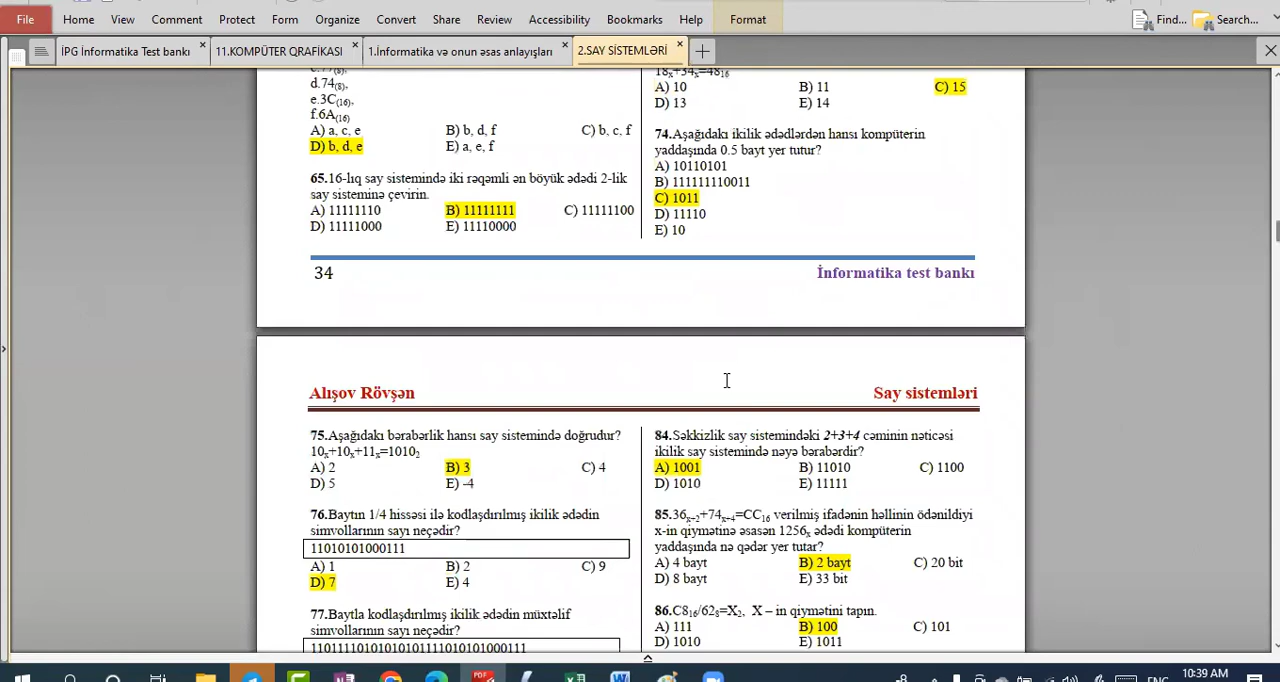 File Home View Comment Protect Form Organize Convert Share Review Accessibility Bookmarks Help Format Find... Search...
İPG İnformatika Test bankı 11.KOMPÜTER QRAFİKASI 1.İnformatika və onun əsas anlayışları 2.SAY SİSTEMLƏRİ
d.74(8),
e.3C(16),
f.6A(16)
A) a, c, e B) b, d, f C) b, c, f
D) b, d, e E) a, e, f
65.16-lıq say sistemində iki rəqəmli ən böyük ədədi 2-lik
say sisteminə çevirin.
A) 11111110 B) 11111111 C) 11111100
D) 11111000 E) 11110000
18ₓ+34ₓ=48₁₆
A) 10 B) 11 C) 15
D) 13 E) 14
74.Aşağıdakı ikilik ədədlərdən hansı kompüterin
yaddaşında 0.5 bayt yer tutur?
A) 10110101
B) 111111110011
C) 1011
D) 11110
E) 10
34 İnformatika test bankı
Alışov Rövşən Say sistemləri
75.Aşağıdakı bərabərlik hansı say sistemində doğrudur?
10ₓ+10ₓ+11ₓ=1010₂
A) 2 B) 3 C) 4
D) 5 E) -4
76.Baytın 1/4 hissəsi ilə kodlaşdırılmış ikilik ədədin
simvollarının sayı neçədir?
11010101000111
A) 1 B) 2 C) 9
D) 7 E) 4
77.Baytla kodlaşdırılmış ikilik ədədin müxtəlif
simvollarının sayı neçədir?
84.Səkkizlik say sistemindəki 2+3+4 cəminin nəticəsi
ikilik say sistemində nəyə bərabərdir?
A) 1001 B) 11010 C) 1100
D) 1010 E) 11111
85.36ₓ₋₂+74ₓ₌₄=CC₁₆ verilmiş ifadənin həllinin ödənildiyi
x-in qiymətinə əsasən 1256ₓ ədədi kompüterin
yaddaşında nə qədər yer tutar?
A) 4 bayt B) 2 bayt C) 20 bit
D) 8 bayt E) 33 bit
86.C8₁₆/62₈=X₂, X – in qiymətini tapın.
A) 111 B) 100 C) 101
D) 1010 E) 1011
10:39 AM
ENG